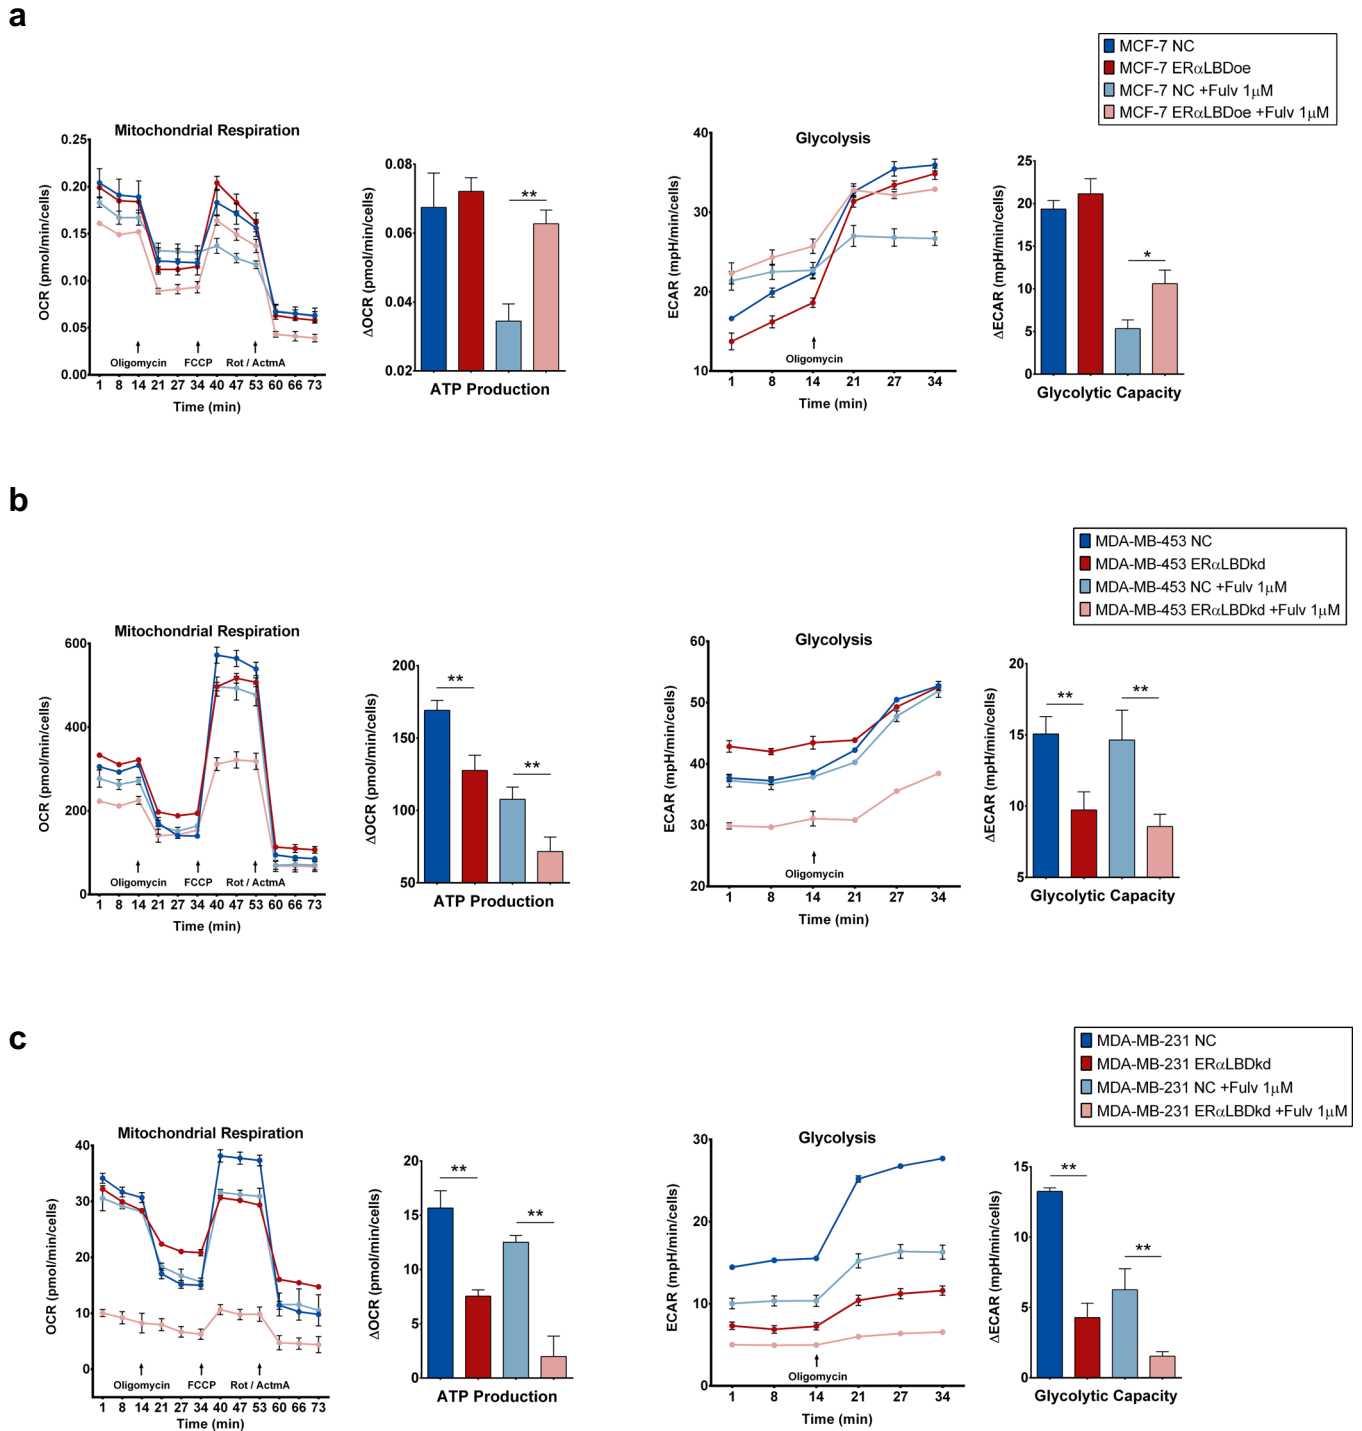 a
MCF-7 NC
MCF-7 ERαLBDoe
MCF-7 NC +Fulv 1μM
MCF-7 ERαLBDoe +Fulv 1μM
Mitochondrial Respiration
OCR (pmol/min/cells)
0.25
0.20
0.15
0.10
0.05
0.00
Oligomycin FCCP Rot / ActmA
1 8 14 21 27 34 40 47 53 60 66 73
Time (min)
ΔOCR (pmol/min/cells)
0.08
0.06
0.04
0.02
**
ATP Production
Glycolysis
ECAR (mpH/min/cells)
40
30
20
10
Oligomycin
1 8 14 21 27 34
Time (min)
ΔECAR (mpH/min/cells)
25
20
15
10
5
0
*
Glycolytic Capacity
b
MDA-MB-453 NC
MDA-MB-453 ERαLBDkd
MDA-MB-453 NC +Fulv 1μM
MDA-MB-453 ERαLBDkd +Fulv 1μM
Mitochondrial Respiration
OCR (pmol/min/cells)
600
400
200
0
Oligomycin FCCP Rot / ActmA
1 8 14 21 27 34 40 47 53 60 66 73
Time (min)
ΔOCR (pmol/min/cells)
200
150
100
50
**
**
ATP Production
Glycolysis
ECAR (mpH/min/cells)
60
50
40
30
20
Oligomycin
1 8 14 21 27 34
Time (min)
ΔECAR (mpH/min/cells)
20
15
10
5
** **
Glycolytic Capacity
c
MDA-MB-231 NC
MDA-MB-231 ERαLBDkd
MDA-MB-231 NC +Fulv 1μM
MDA-MB-231 ERαLBDkd +Fulv 1μM
Mitochondrial Respiration
OCR (pmol/min/cells)
40
30
20
10
0
Oligomycin FCCP Rot / ActmA
1 8 14 21 27 34 40 47 53 60 66 73
Time (min)
ΔOCR (pmol/min/cells)
20
15
10
5
0
**
**
ATP Production
Glycolysis
ECAR (mpH/min/cells)
30
20
10
0
Oligomycin
1 8 14 21 27 34
Time (min)
ΔECAR (mpH/min/cells)
15
10
5
0
**
**
Glycolytic Capacity